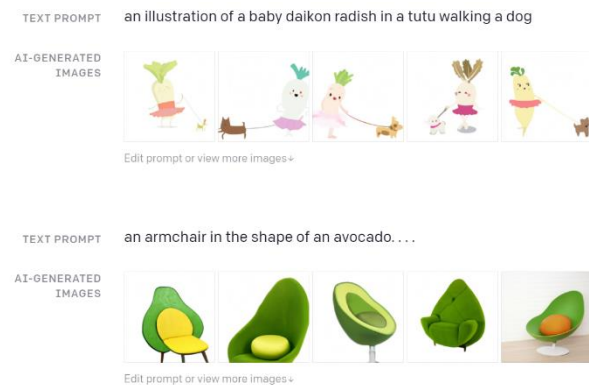 TEXT PROMPT
an illustration of a baby daikon radish in a tutu walking a dog
AI-GENERATED
IMAGES
Edit prompt or view more images↓
TEXT PROMPT
an armchair in the shape of an avocado. . . .
AI-GENERATED
IMAGES
Edit prompt or view more images↓